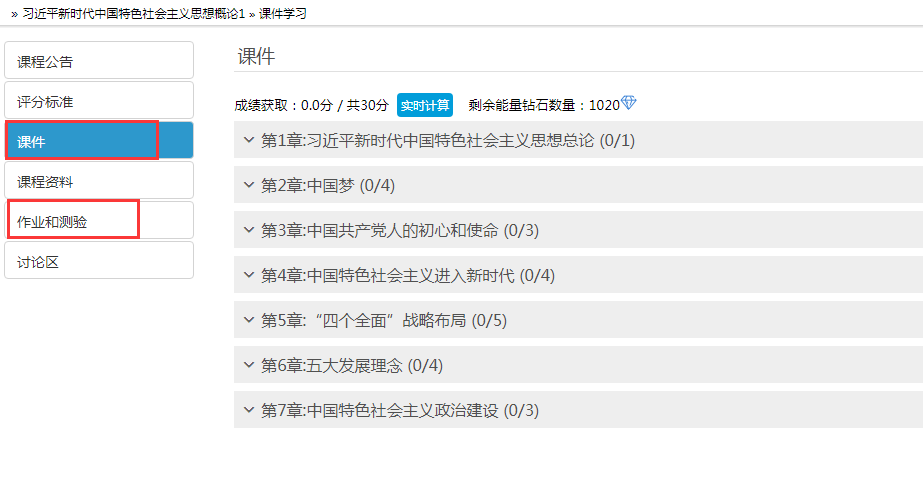 » 习近平新时代中国特色社会主义思想概论1 » 课件学习
课程公告
评分标准
课件
课程资料
作业和测验
讨论区
课件
成绩获取：0.0分 / 共30分 实时计算 剩余能量钻石数量：1020
第1章:习近平新时代中国特色社会主义思想总论 (0/1)
第2章:中国梦 (0/4)
第3章:中国共产党人的初心和使命 (0/3)
第4章:中国特色社会主义进入新时代 (0/4)
第5章:“四个全面”战略布局 (0/5)
第6章:五大发展理念 (0/4)
第7章:中国特色社会主义政治建设 (0/3)